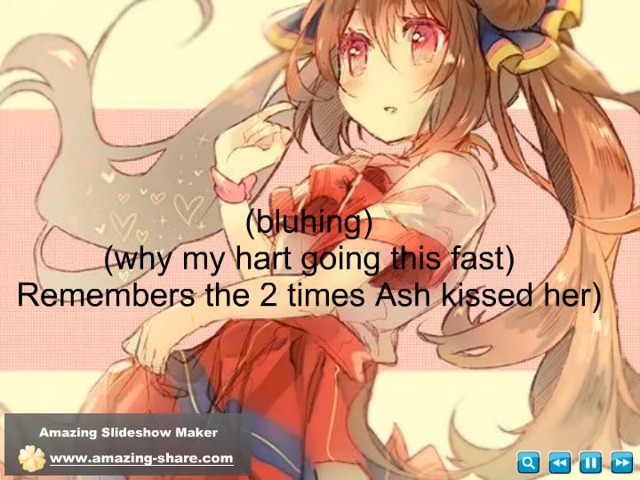 (bluhing)
(why my hart going this fast)
Remembers the 2 times Ash kissed her)
Amazing Slideshow Maker
www.amazing-share.com